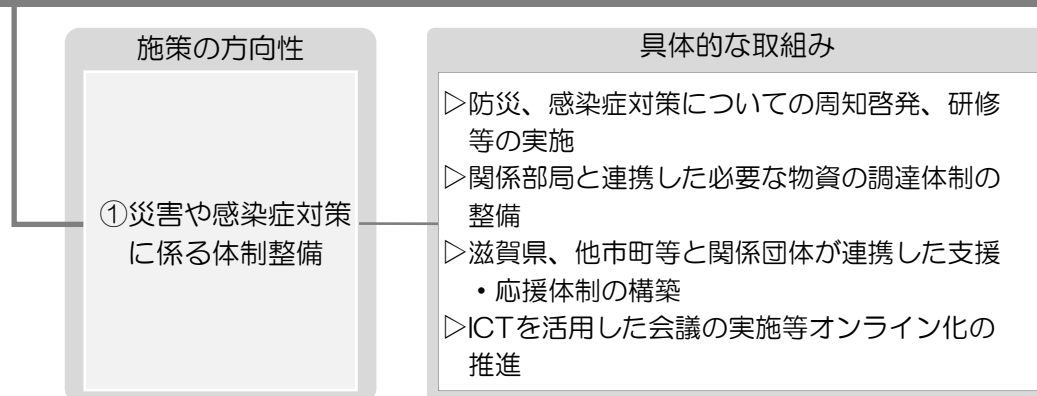 施策の方向性
①災害や感染症対策
に係る体制整備
具体的な取組み
▷防災、感染症対策についての周知啓発、研修
等の実施
▷関係部局と連携した必要な物資の調達体制の
整備
▷滋賀県、他市町等と関係団体が連携した支援
・応援体制の構築
▷ICTを活用した会議の実施等オンライン化の
推進